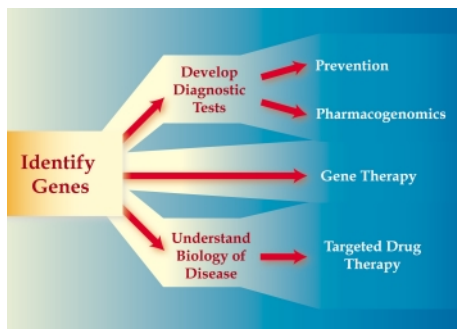 Identify
Genes
Develop
Diagnostic
Tests
Prevention
Pharmacogenomics
Gene Therapy
Understand
Biology of
Disease
Targeted Drug
Therapy